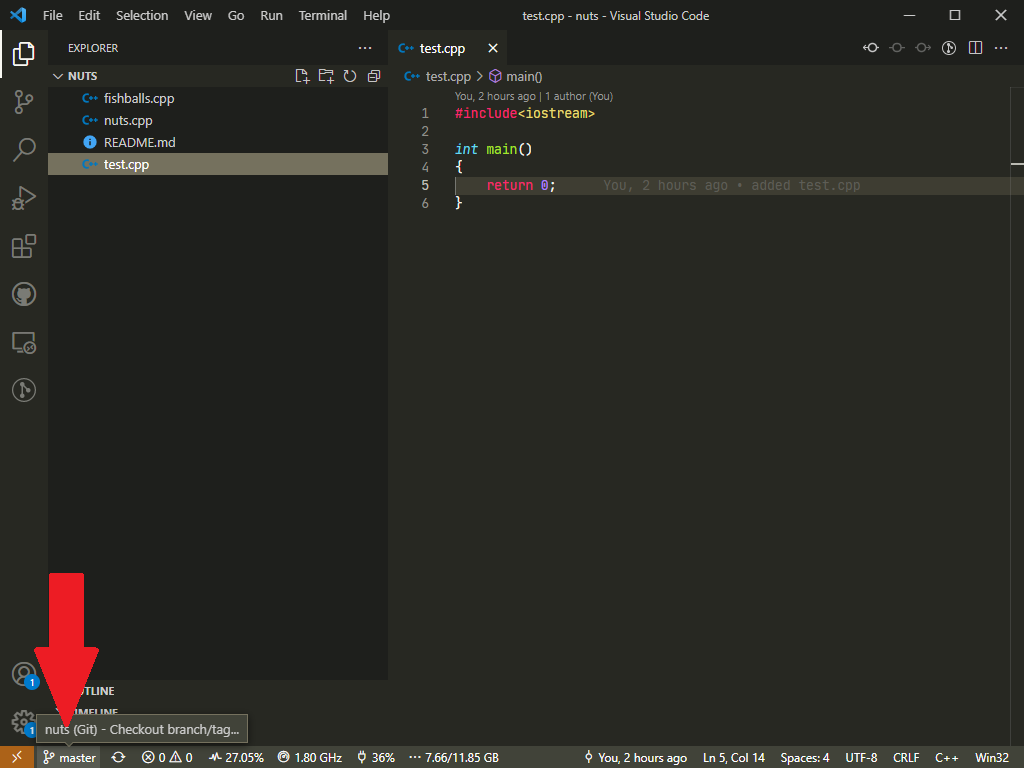 File Edit Selection View Go Run Terminal Help test.cpp - nuts - Visual Studio Code
EXPLORER
NUTS
fishballs.cpp
nuts.cpp
README.md
test.cpp
test.cpp
test.cpp > main()
You, 2 hours ago | 1 author (You)
1 #include<iostream>
2
3 int main()
4 {
5 return 0; You, 2 hours ago • added test.cpp
6 }
1
1
nuts (Git) - Checkout branch/tag...
master 0 0 27.05% 1.80 GHz 36% 7.66/11.85 GB You, 2 hours ago Ln 5, Col 14 Spaces: 4 UTF-8 CRLF C++ Win32